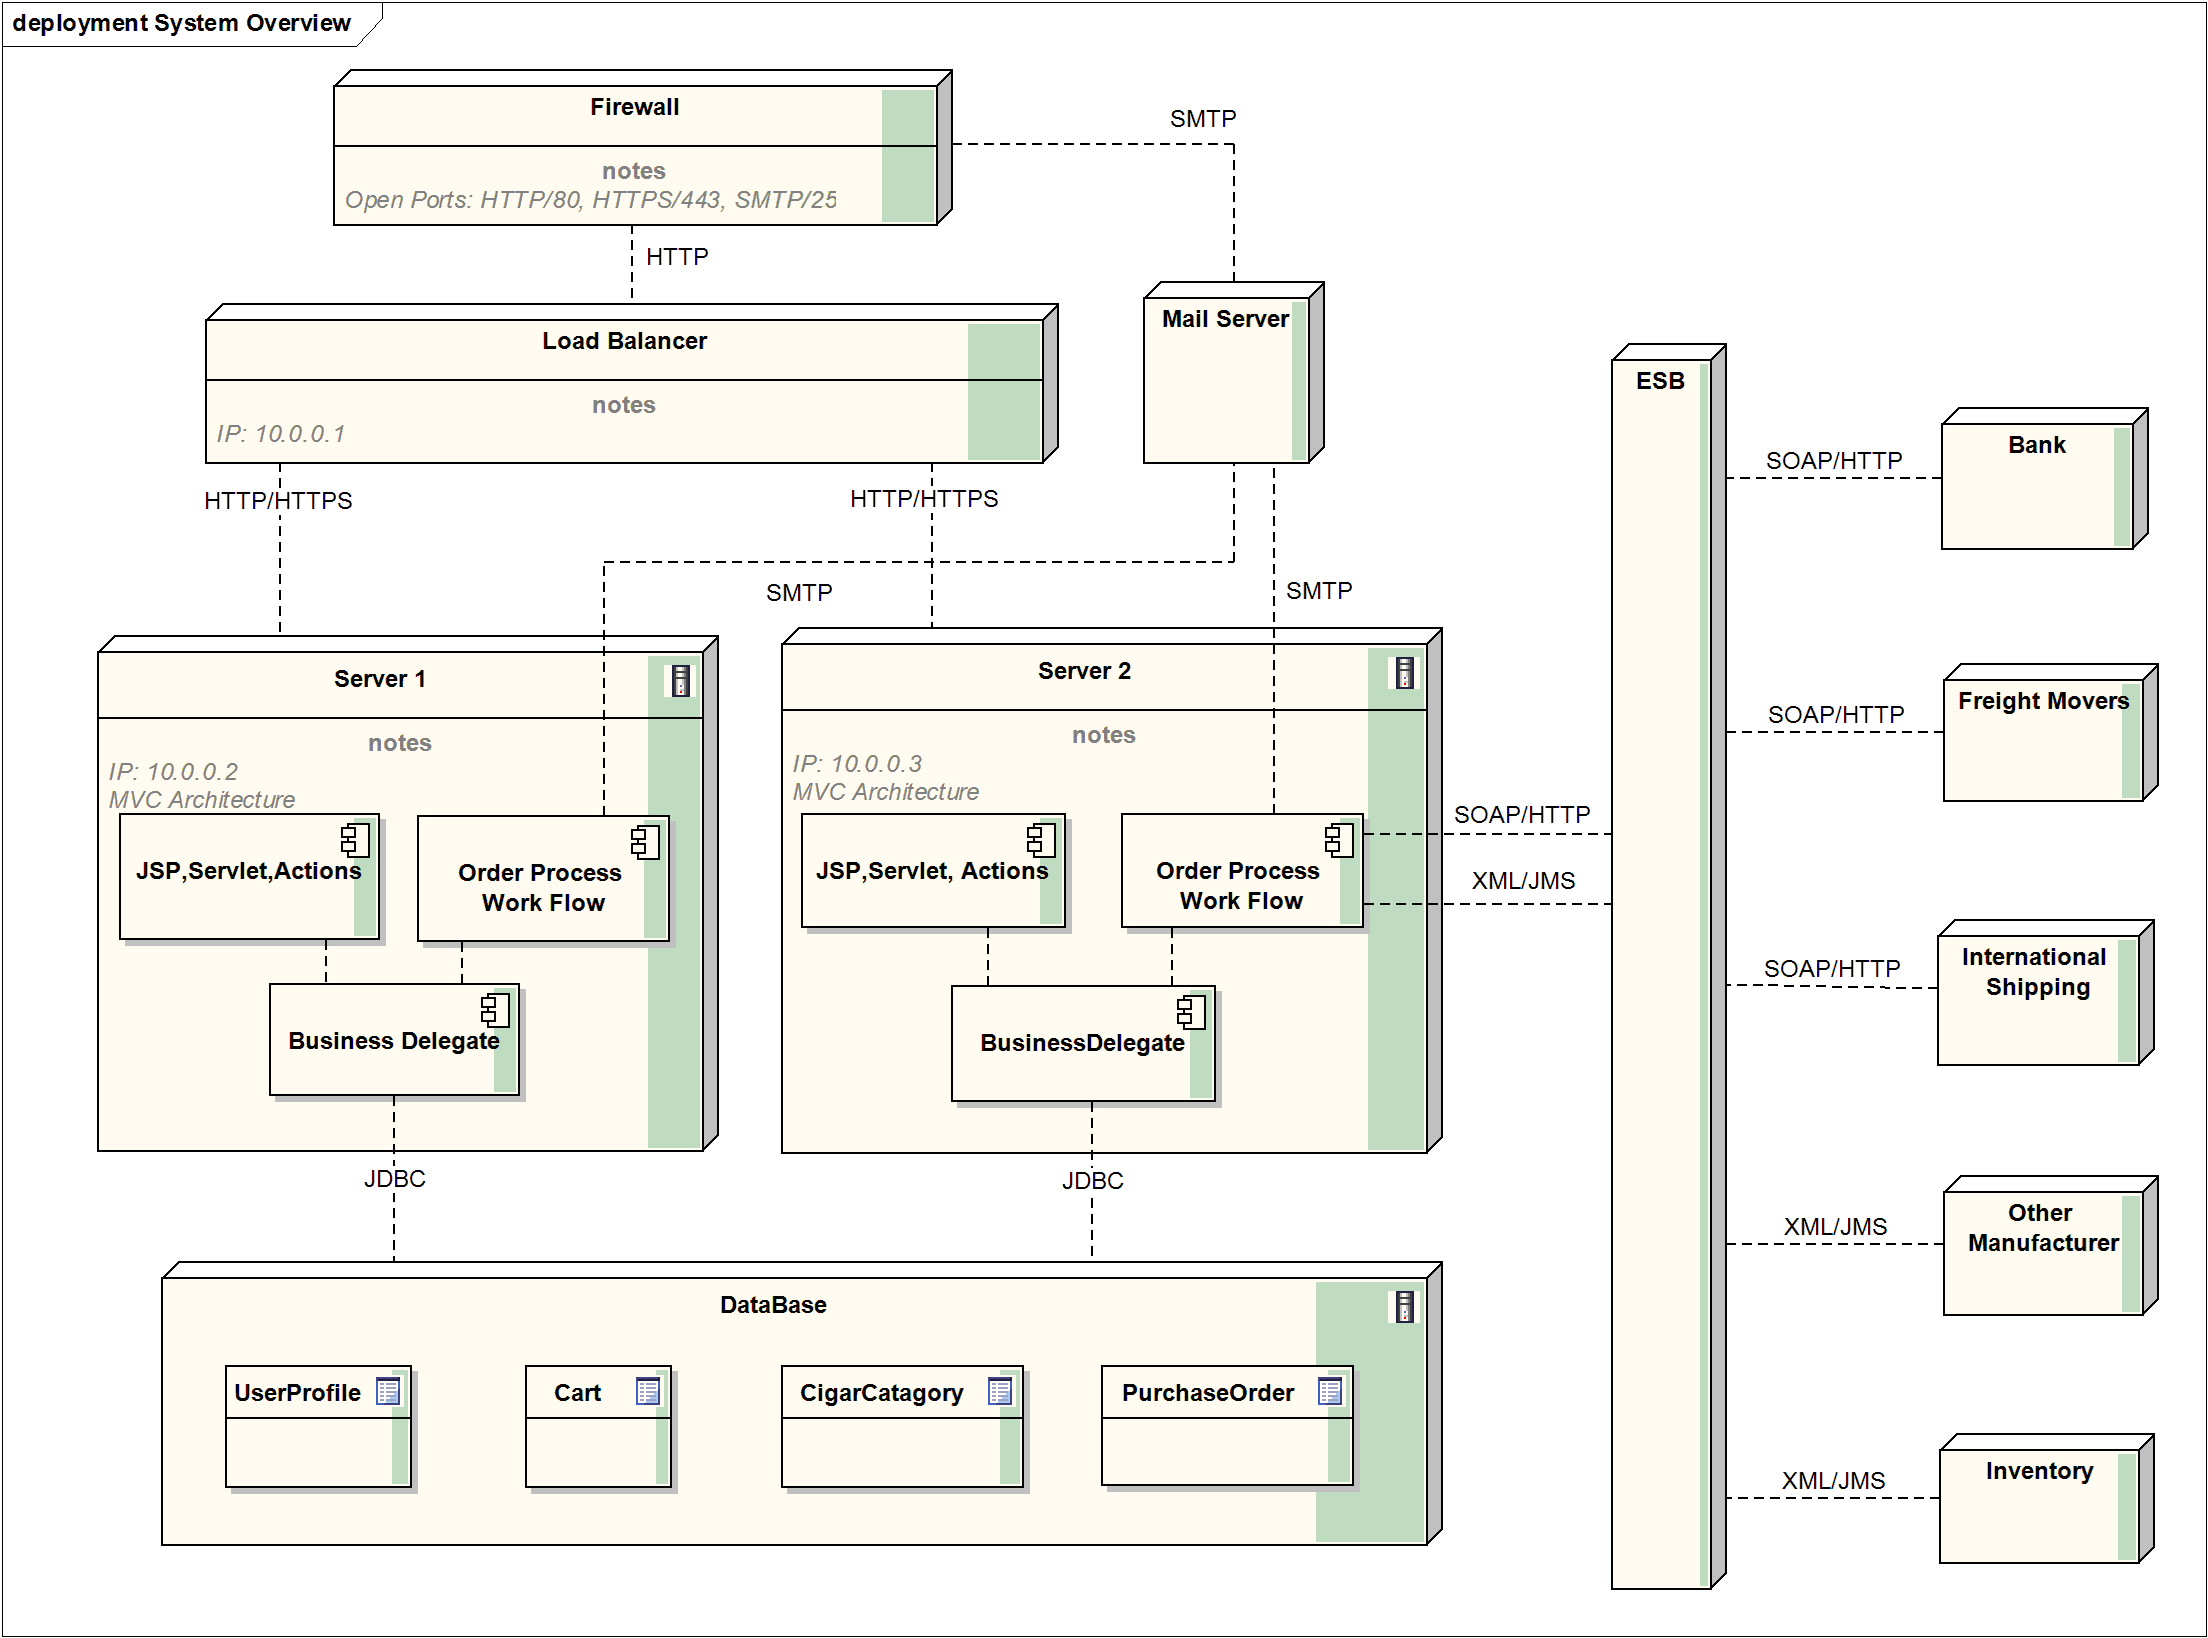 deployment System Overview
Firewall
notes
Open Ports: HTTP/80, HTTPS/443, SMTP/25
SMTP
HTTP
Load Balancer
notes
IP: 10.0.0.1
Mail Server
ESB
Bank
SOAP/HTTP
HTTP/HTTPS
HTTP/HTTPS
SMTP
SMTP
Server 1
notes
IP: 10.0.0.2
MVC Architecture
JSP,Servlet,Actions
Order Process
Work Flow
Business Delegate
JDBC
Server 2
notes
IP: 10.0.0.3
MVC Architecture
JSP,Servlet, Actions
Order Process
Work Flow
BusinessDelegate
JDBC
SOAP/HTTP
XML/JMS
SOAP/HTTP
Freight Movers
SOAP/HTTP
International
Shipping
XML/JMS
Other
Manufacturer
XML/JMS
Inventory
DataBase
UserProfile
Cart
CigarCatagory
PurchaseOrder